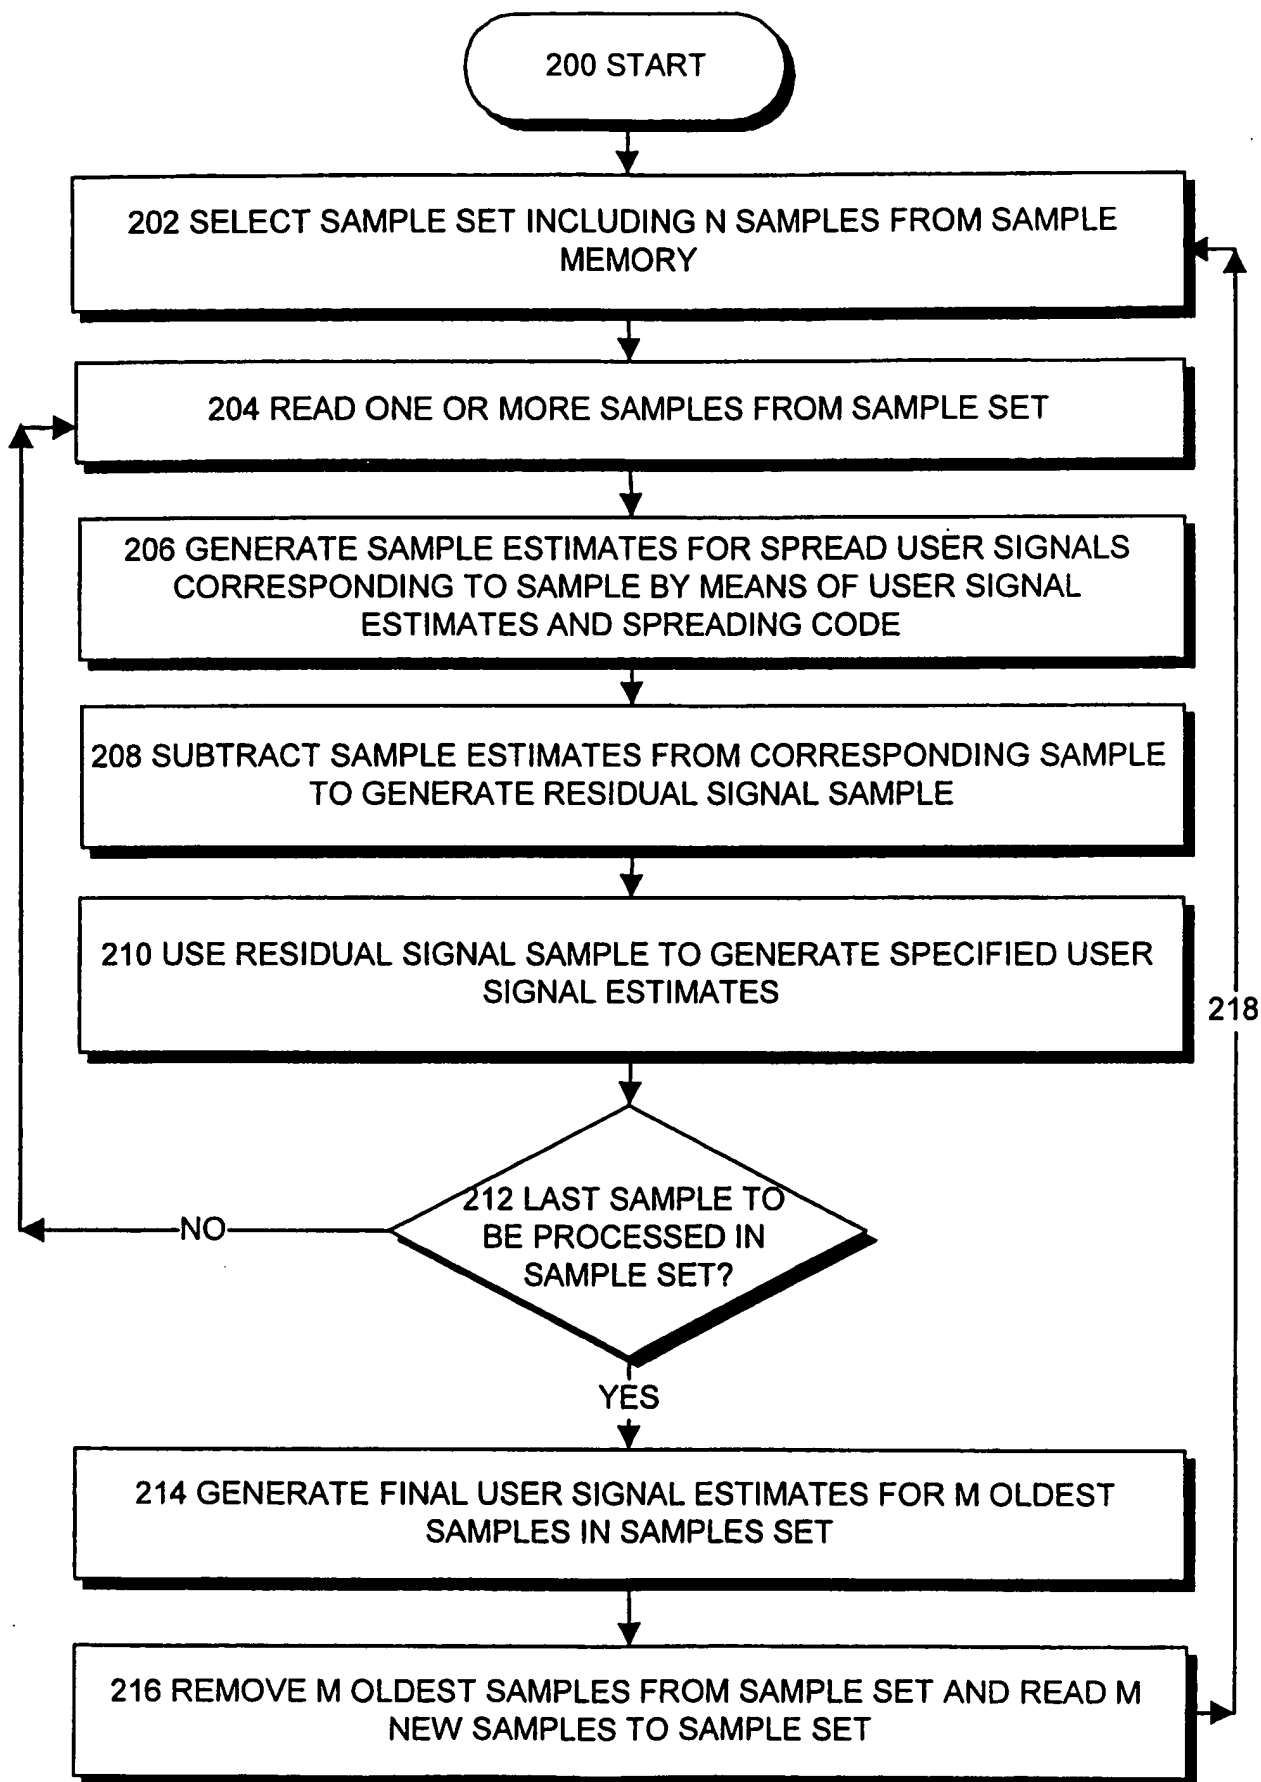 200 START
202 SELECT SAMPLE SET INCLUDING N SAMPLES FROM SAMPLE
MEMORY
204 READ ONE OR MORE SAMPLES FROM SAMPLE SET
206 GENERATE SAMPLE ESTIMATES FOR SPREAD USER SIGNALS
CORRESPONDING TO SAMPLE BY MEANS OF USER SIGNAL
ESTIMATES AND SPREADING CODE
208 SUBTRACT SAMPLE ESTIMATES FROM CORRESPONDING SAMPLE
TO GENERATE RESIDUAL SIGNAL SAMPLE
210 USE RESIDUAL SIGNAL SAMPLE TO GENERATE SPECIFIED USER
SIGNAL ESTIMATES
218
212 LAST SAMPLE TO
BE PROCESSED IN
SAMPLE SET?
NO
YES
214 GENERATE FINAL USER SIGNAL ESTIMATES FOR M OLDEST
SAMPLES IN SAMPLES SET
216 REMOVE M OLDEST SAMPLES FROM SAMPLE SET AND READ M
NEW SAMPLES TO SAMPLE SET